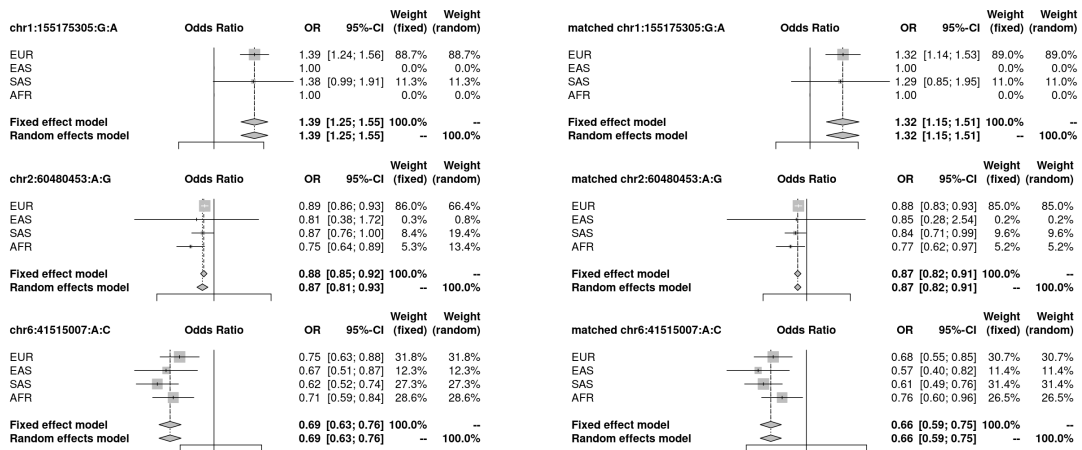 Weight Weight
chr1:155175305:G:A Odds Ratio OR 95%-CI (fixed) (random)
EUR 1.39 [1.24; 1.56] 88.7% 88.7%
EAS 1.00 0.0% 0.0%
SAS 1.38 [0.99; 1.91] 11.3% 11.3%
AFR 1.00 0.0% 0.0%
Fixed effect model 1.39 [1.25; 1.55] 100.0% --
Random effects model 1.39 [1.25; 1.55] -- 100.0%
Weight Weight
chr2:60480453:A:G Odds Ratio OR 95%-CI (fixed) (random)
EUR 0.89 [0.86; 0.93] 86.0% 66.4%
EAS 0.81 [0.38; 1.72] 0.3% 0.8%
SAS 0.87 [0.76; 1.00] 8.4% 19.4%
AFR 0.75 [0.64; 0.89] 5.3% 13.4%
Fixed effect model 0.88 [0.85; 0.92] 100.0% --
Random effects model 0.87 [0.81; 0.93] -- 100.0%
Weight Weight
chr6:41515007:A:C Odds Ratio OR 95%-CI (fixed) (random)
EUR 0.75 [0.63; 0.88] 31.8% 31.8%
EAS 0.67 [0.51; 0.87] 12.3% 12.3%
SAS 0.62 [0.52; 0.74] 27.3% 27.3%
AFR 0.71 [0.59; 0.84] 28.6% 28.6%
Fixed effect model 0.69 [0.63; 0.76] 100.0% --
Random effects model 0.69 [0.63; 0.76] -- 100.0%
Weight Weight
matched chr1:155175305:G:A Odds Ratio OR 95%-CI (fixed) (random)
EUR 1.32 [1.14; 1.53] 89.0% 89.0%
EAS 1.00 0.0% 0.0%
SAS 1.29 [0.85; 1.95] 11.0% 11.0%
AFR 1.00 0.0% 0.0%
Fixed effect model 1.32 [1.15; 1.51] 100.0% --
Random effects model 1.32 [1.15; 1.51] -- 100.0%
Weight Weight
matched chr2:60480453:A:G Odds Ratio OR 95%-CI (fixed) (random)
EUR 0.88 [0.83; 0.93] 85.0% 85.0%
EAS 0.85 [0.28; 2.54] 0.2% 0.2%
SAS 0.84 [0.71; 0.99] 9.6% 9.6%
AFR 0.77 [0.62; 0.97] 5.2% 5.2%
Fixed effect model 0.87 [0.82; 0.91] 100.0% --
Random effects model 0.87 [0.82; 0.91] -- 100.0%
Weight Weight
matched chr6:41515007:A:C Odds Ratio OR 95%-CI (fixed) (random)
EUR 0.68 [0.55; 0.85] 30.7% 30.7%
EAS 0.57 [0.40; 0.82] 11.4% 11.4%
SAS 0.61 [0.49; 0.76] 31.4% 31.4%
AFR 0.76 [0.60; 0.96] 26.5% 26.5%
Fixed effect model 0.66 [0.59; 0.75] 100.0% --
Random effects model 0.66 [0.59; 0.75] -- 100.0%